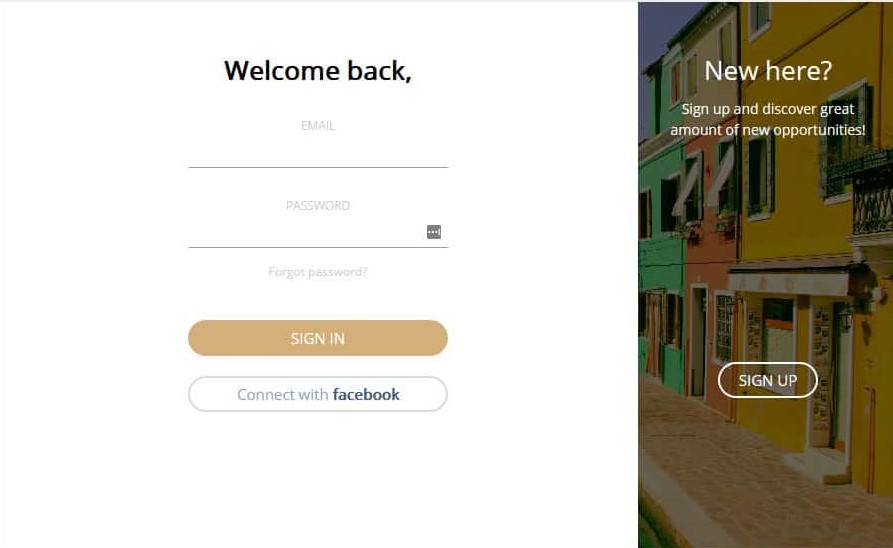 Welcome back,
EMAIL
PASSWORD
Forgot password?
SIGN IN
Connect with facebook
New here?
Sign up and discover great
amount of new opportunities!
SIGN UP